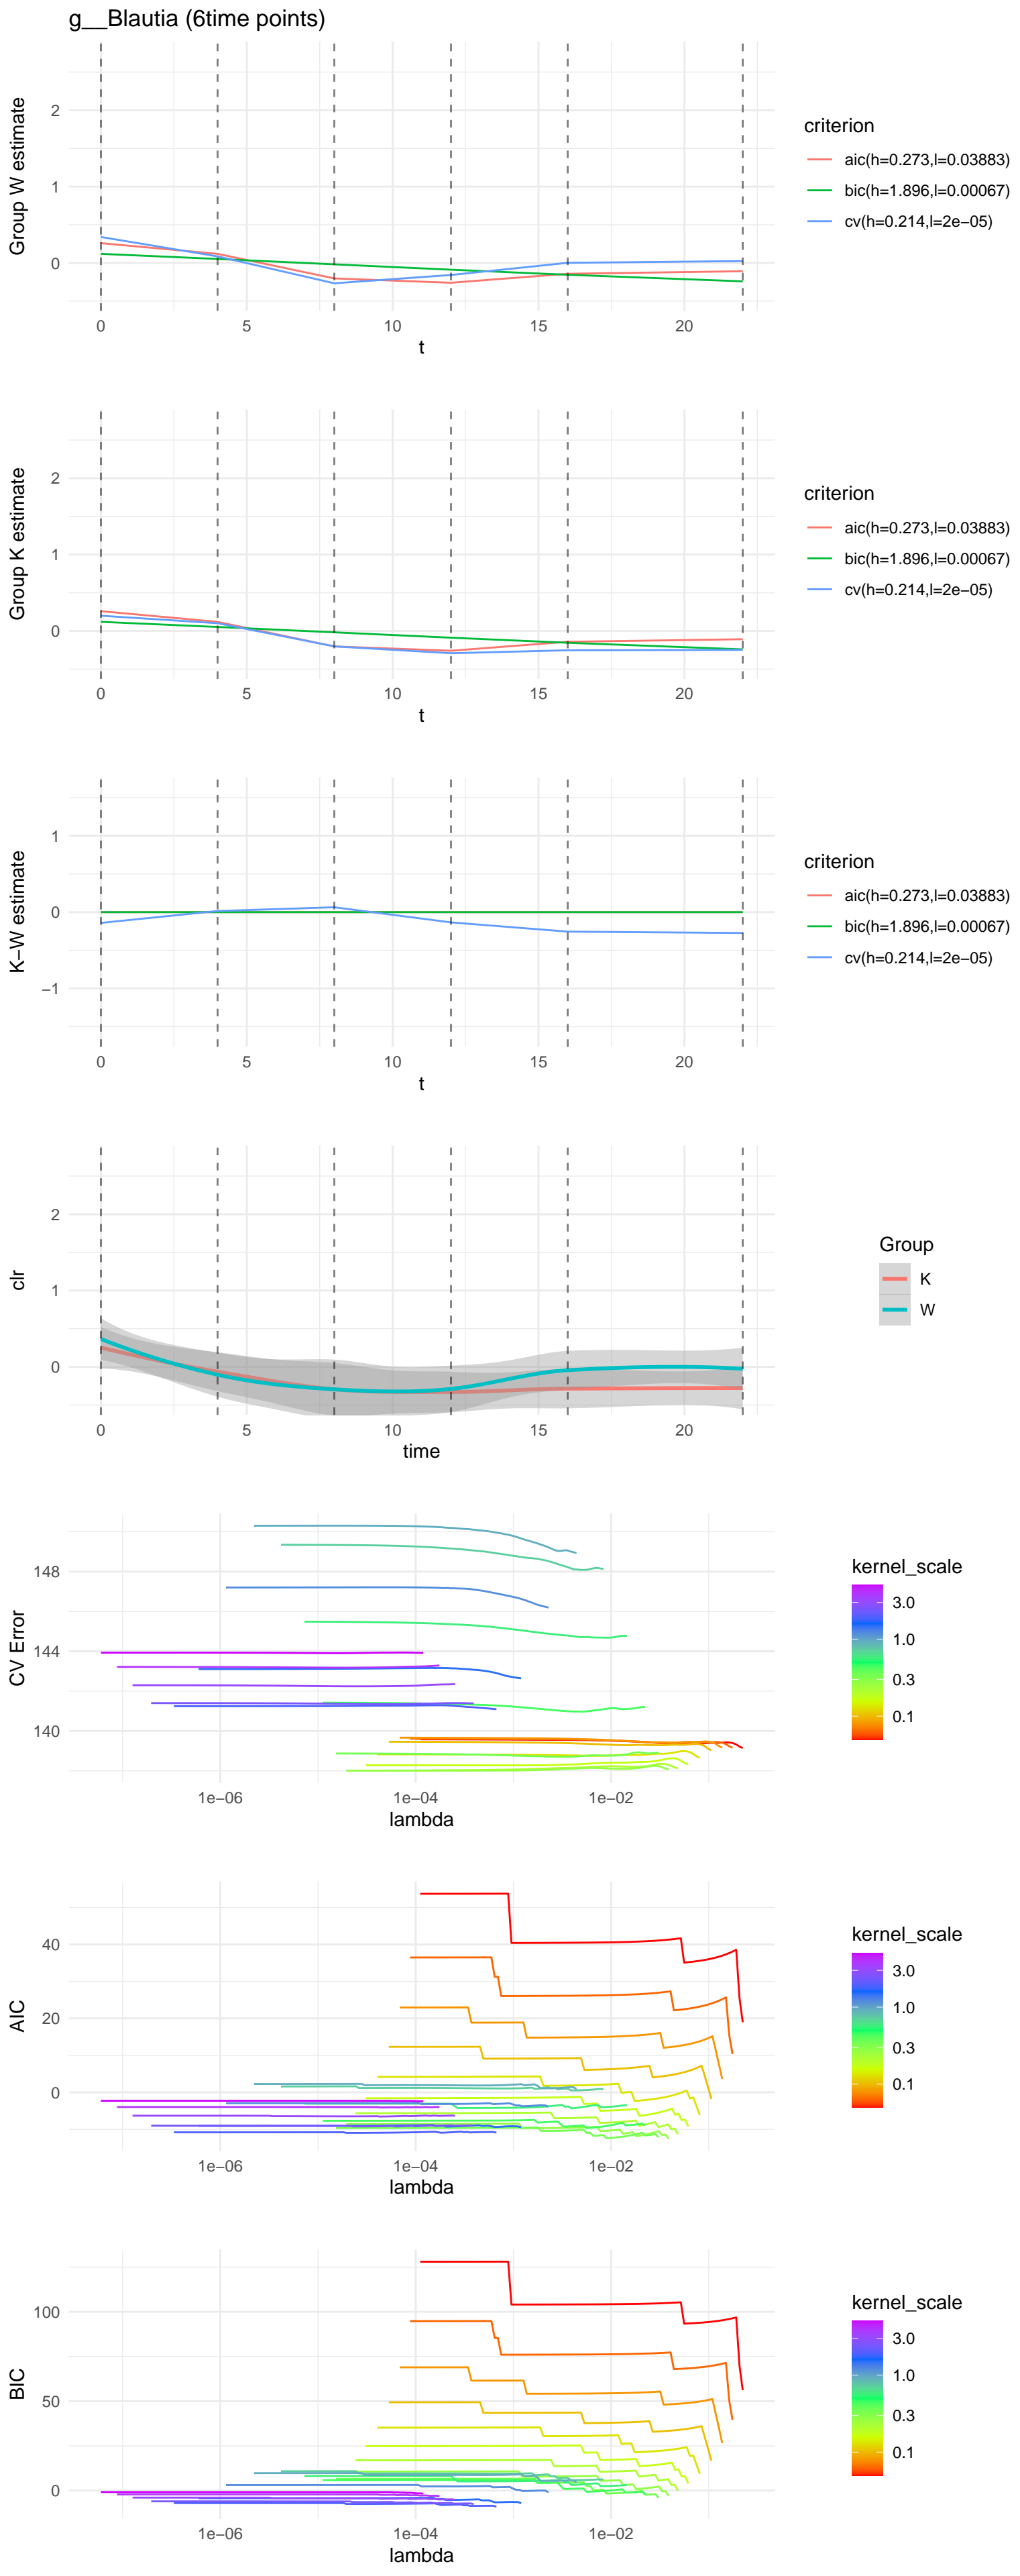 g__Blautia (6time points)
Group W estimate
2
1
0
0 5 10 15 20
t
criterion
aic(h=0.273,l=0.03883)
bic(h=1.896,l=0.00067)
cv(h=0.214,l=2e−05)
Group K estimate
2
1
0
0 5 10 15 20
t
criterion
aic(h=0.273,l=0.03883)
bic(h=1.896,l=0.00067)
cv(h=0.214,l=2e−05)
K−W estimate
1
0
−1
0 5 10 15 20
t
criterion
aic(h=0.273,l=0.03883)
bic(h=1.896,l=0.00067)
cv(h=0.214,l=2e−05)
clr
2
1
0
0 5 10 15 20
time
Group
K
W
CV Error
148
144
140
1e−06 1e−04 1e−02
lambda
kernel_scale
3.0
1.0
0.3
0.1
AIC
40
20
0
1e−06 1e−04 1e−02
lambda
kernel_scale
3.0
1.0
0.3
0.1
BIC
100
50
0
1e−06 1e−04 1e−02
lambda
kernel_scale
3.0
1.0
0.3
0.1